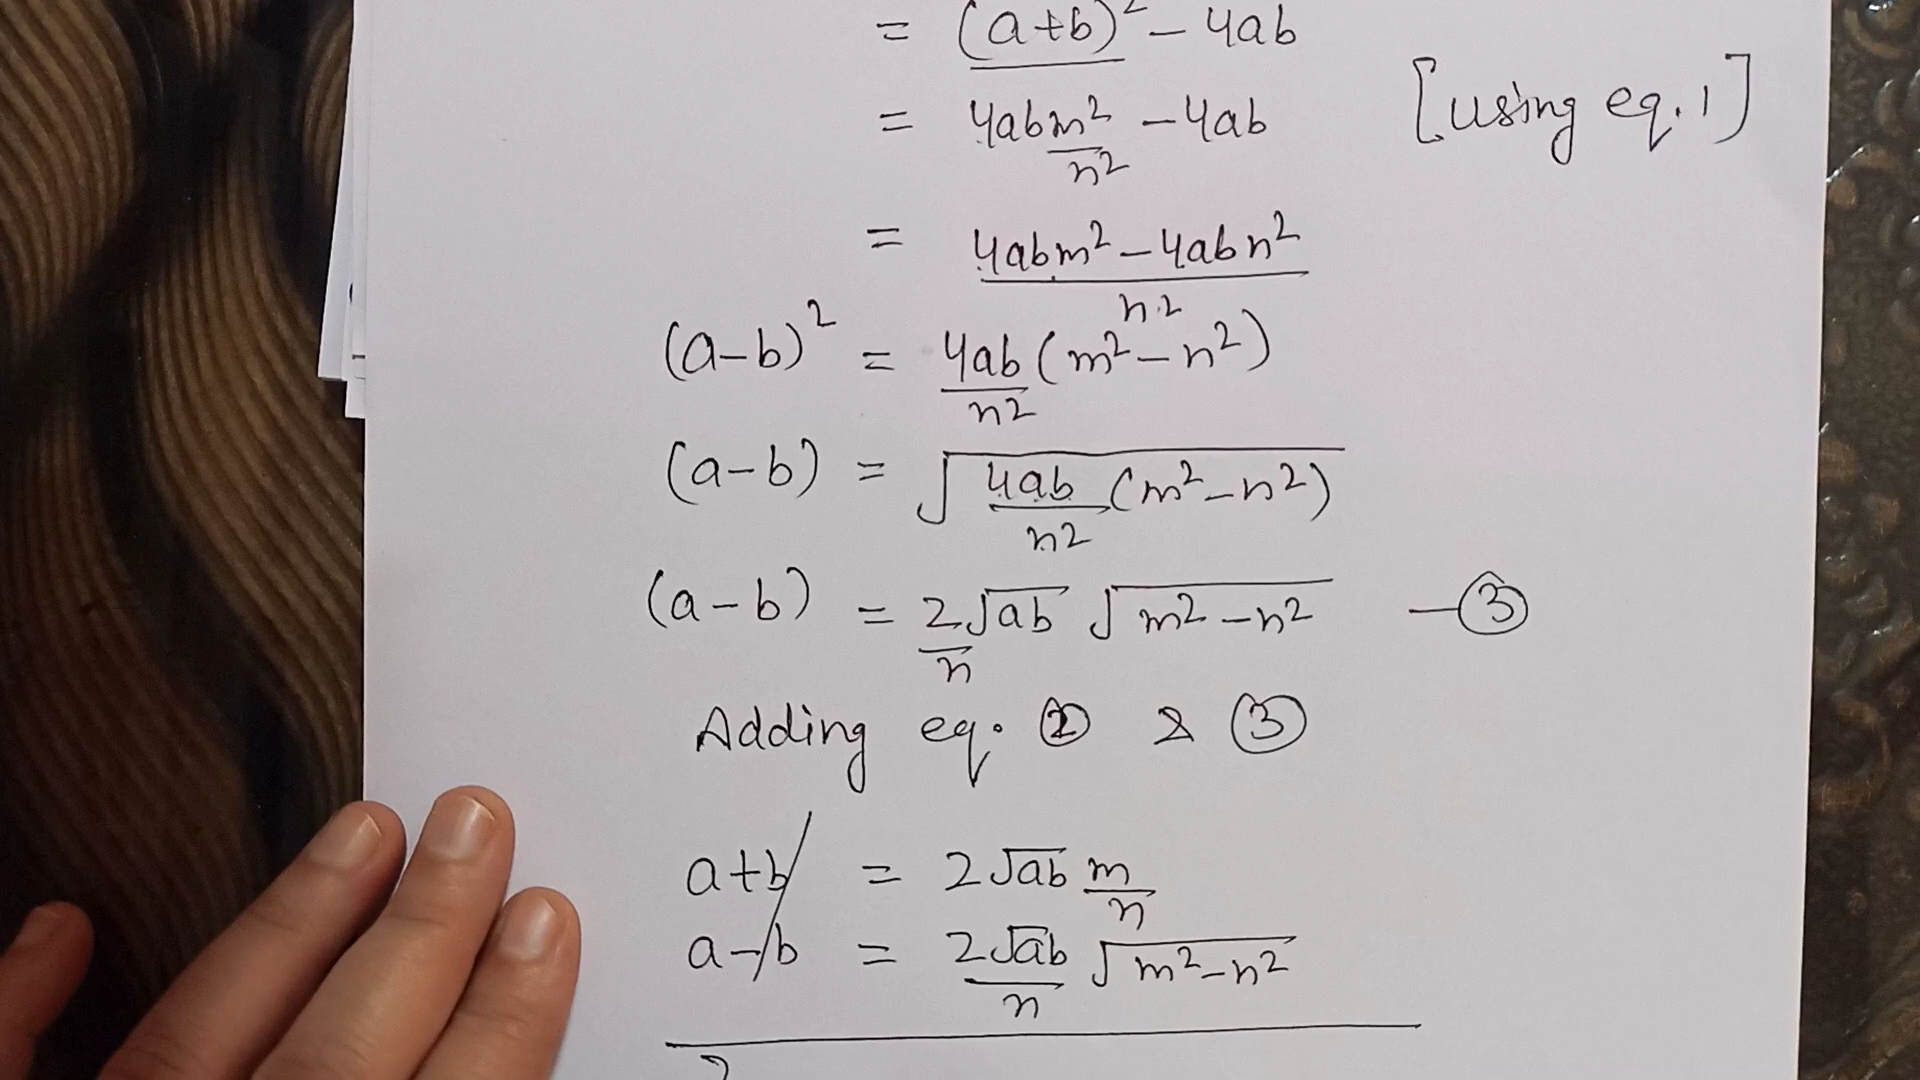 = (a+b)² - 4ab
= 4abm²/n² - 4ab [using eq. 1]
= 4abm² - 4abn² / n²
(a-b)² = 4ab/n² (m² - n²)
(a-b) = √(4ab/n² (m² - n²))
(a-b) = 2√ab/n √(m² - n²) — ③
Adding eq. ② & ③
a+b = 2√ab m/n
a-b = 2√ab/n √(m² - n²)